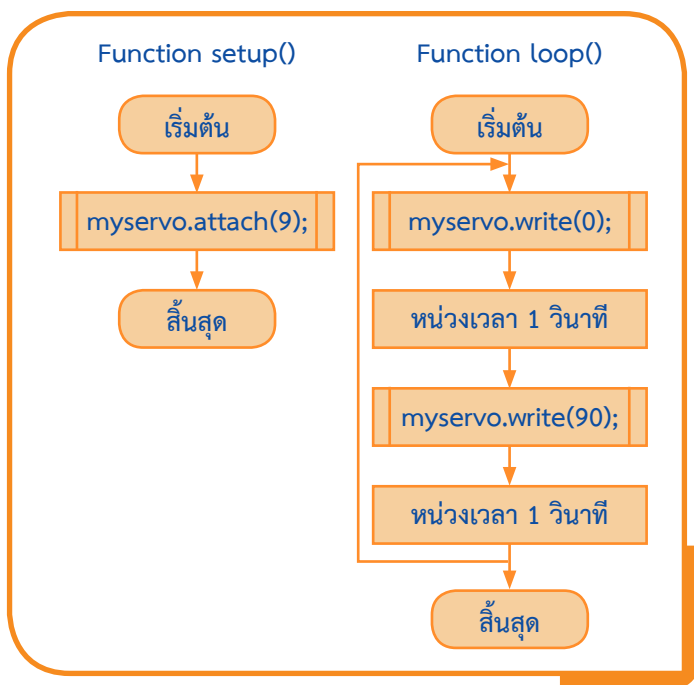 Function setup()
เริ่มต้น
myservo.attach(9);
สิ้นสุด
Function loop()
เริ่มต้น
myservo.write(0);
หน่วงเวลา 1 วินาที
myservo.write(90);
หน่วงเวลา 1 วินาที
สิ้นสุด